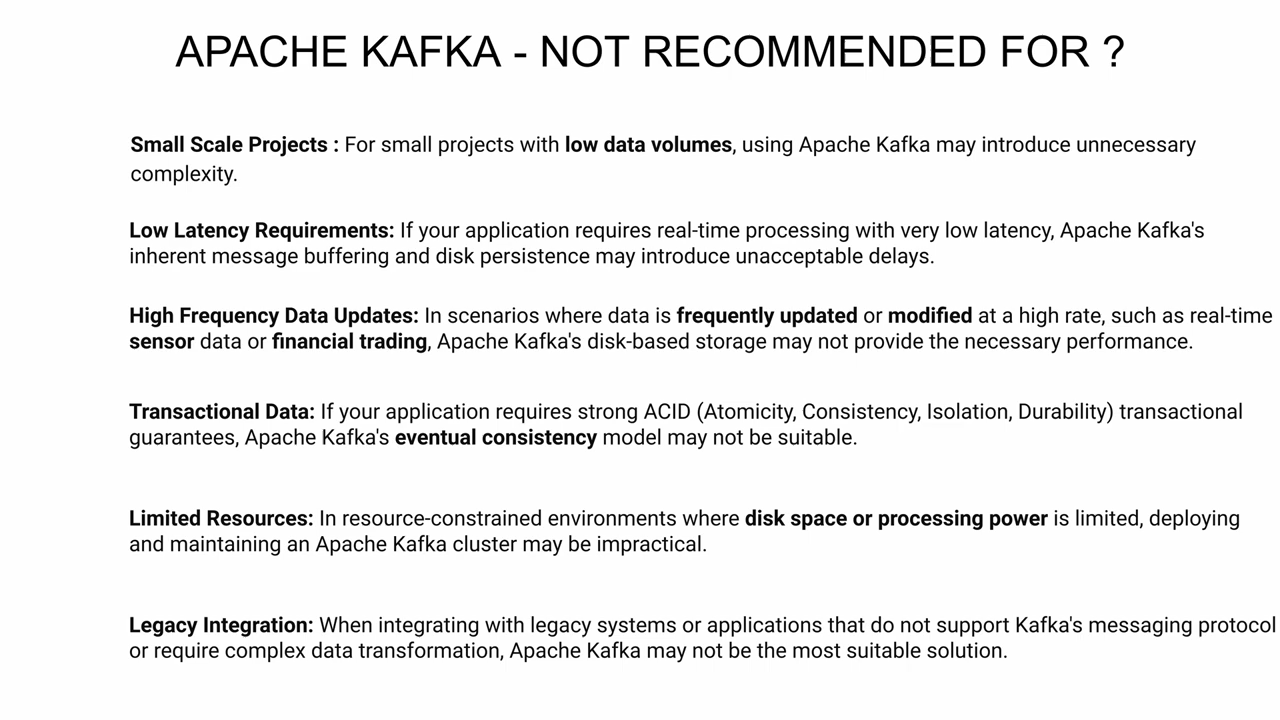 APACHE KAFKA - NOT RECOMMENDED FOR ?
Small Scale Projects : For small projects with low data volumes, using Apache Kafka may introduce unnecessary
complexity.
Low Latency Requirements: If your application requires real-time processing with very low latency, Apache Kafka's
inherent message buffering and disk persistence may introduce unacceptable delays.
High Frequency Data Updates: In scenarios where data is frequently updated or modified at a high rate, such as real-time
sensor data or financial trading, Apache Kafka's disk-based storage may not provide the necessary performance.
Transactional Data: If your application requires strong ACID (Atomicity, Consistency, Isolation, Durability) transactional
guarantees, Apache Kafka's eventual consistency model may not be suitable.
Limited Resources: In resource-constrained environments where disk space or processing power is limited, deploying
and maintaining an Apache Kafka cluster may be impractical.
Legacy Integration: When integrating with legacy systems or applications that do not support Kafka's messaging protocol
or require complex data transformation, Apache Kafka may not be the most suitable solution.